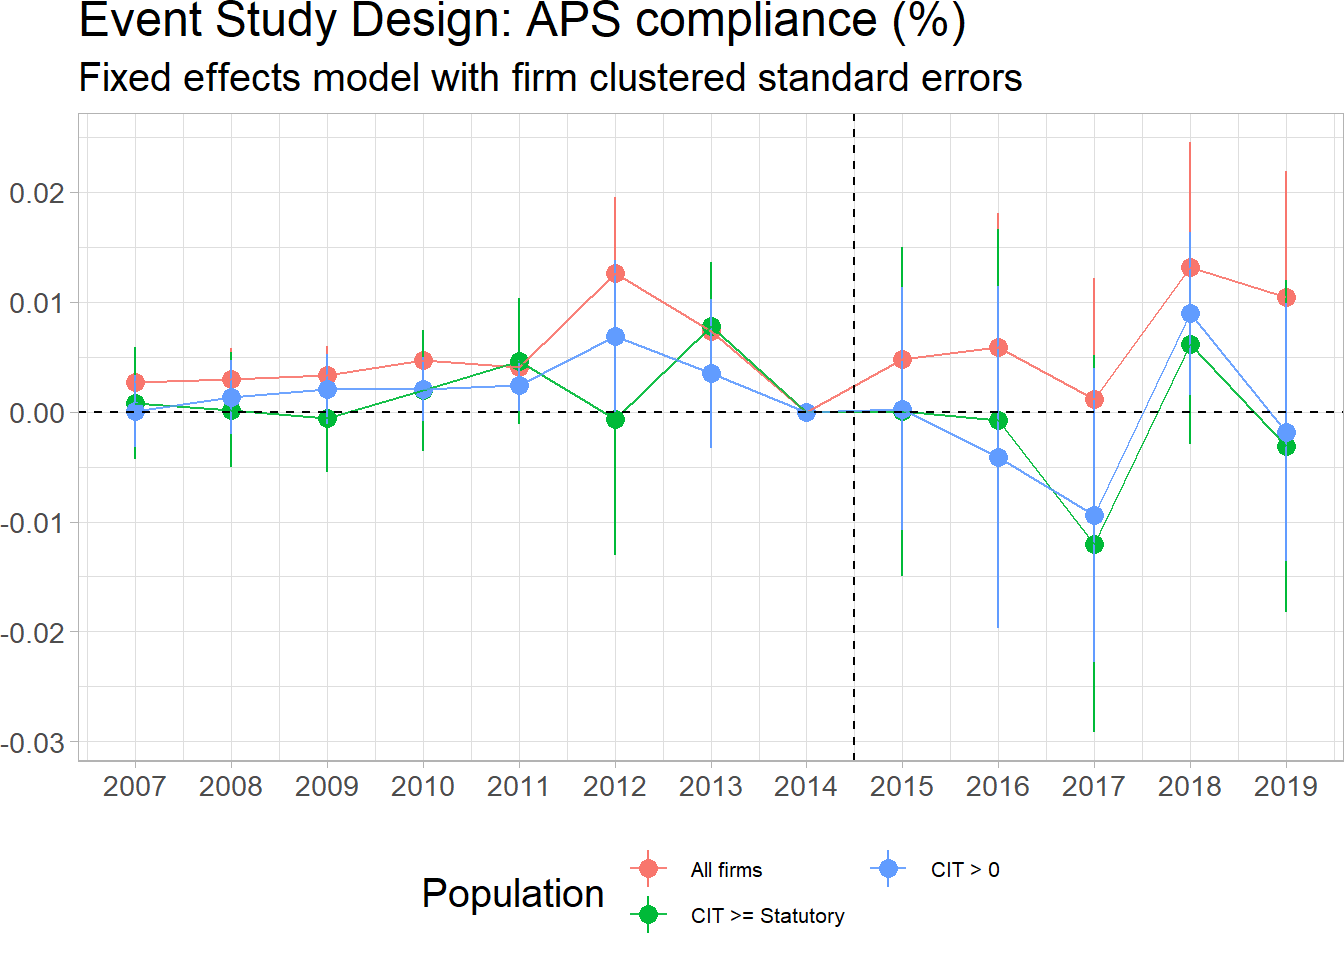 Event Study Design: APS compliance (%)
Fixed effects model with firm clustered standard errors
0.02
0.01
0.00
-0.01
-0.02
-0.03
2007 2008 2009 2010 2011 2012 2013 2014 2015 2016 2017 2018 2019
Population
All firms
CIT > 0
CIT >= Statutory